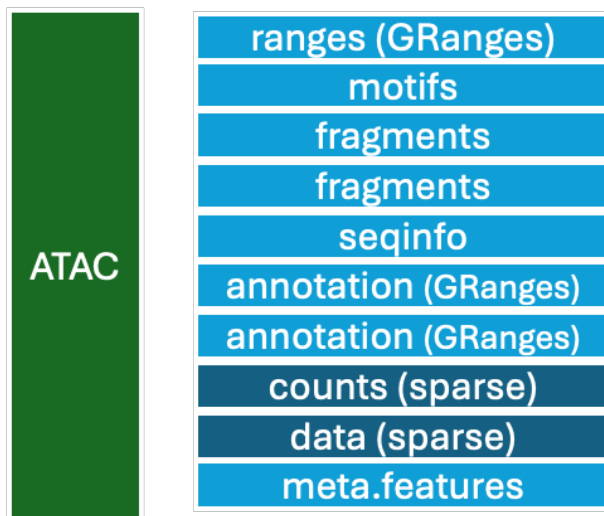 ATAC
ranges (GRanges)
motifs
fragments
fragments
seqinfo
annotation (GRanges)
annotation (GRanges)
counts (sparse)
data (sparse)
meta.features